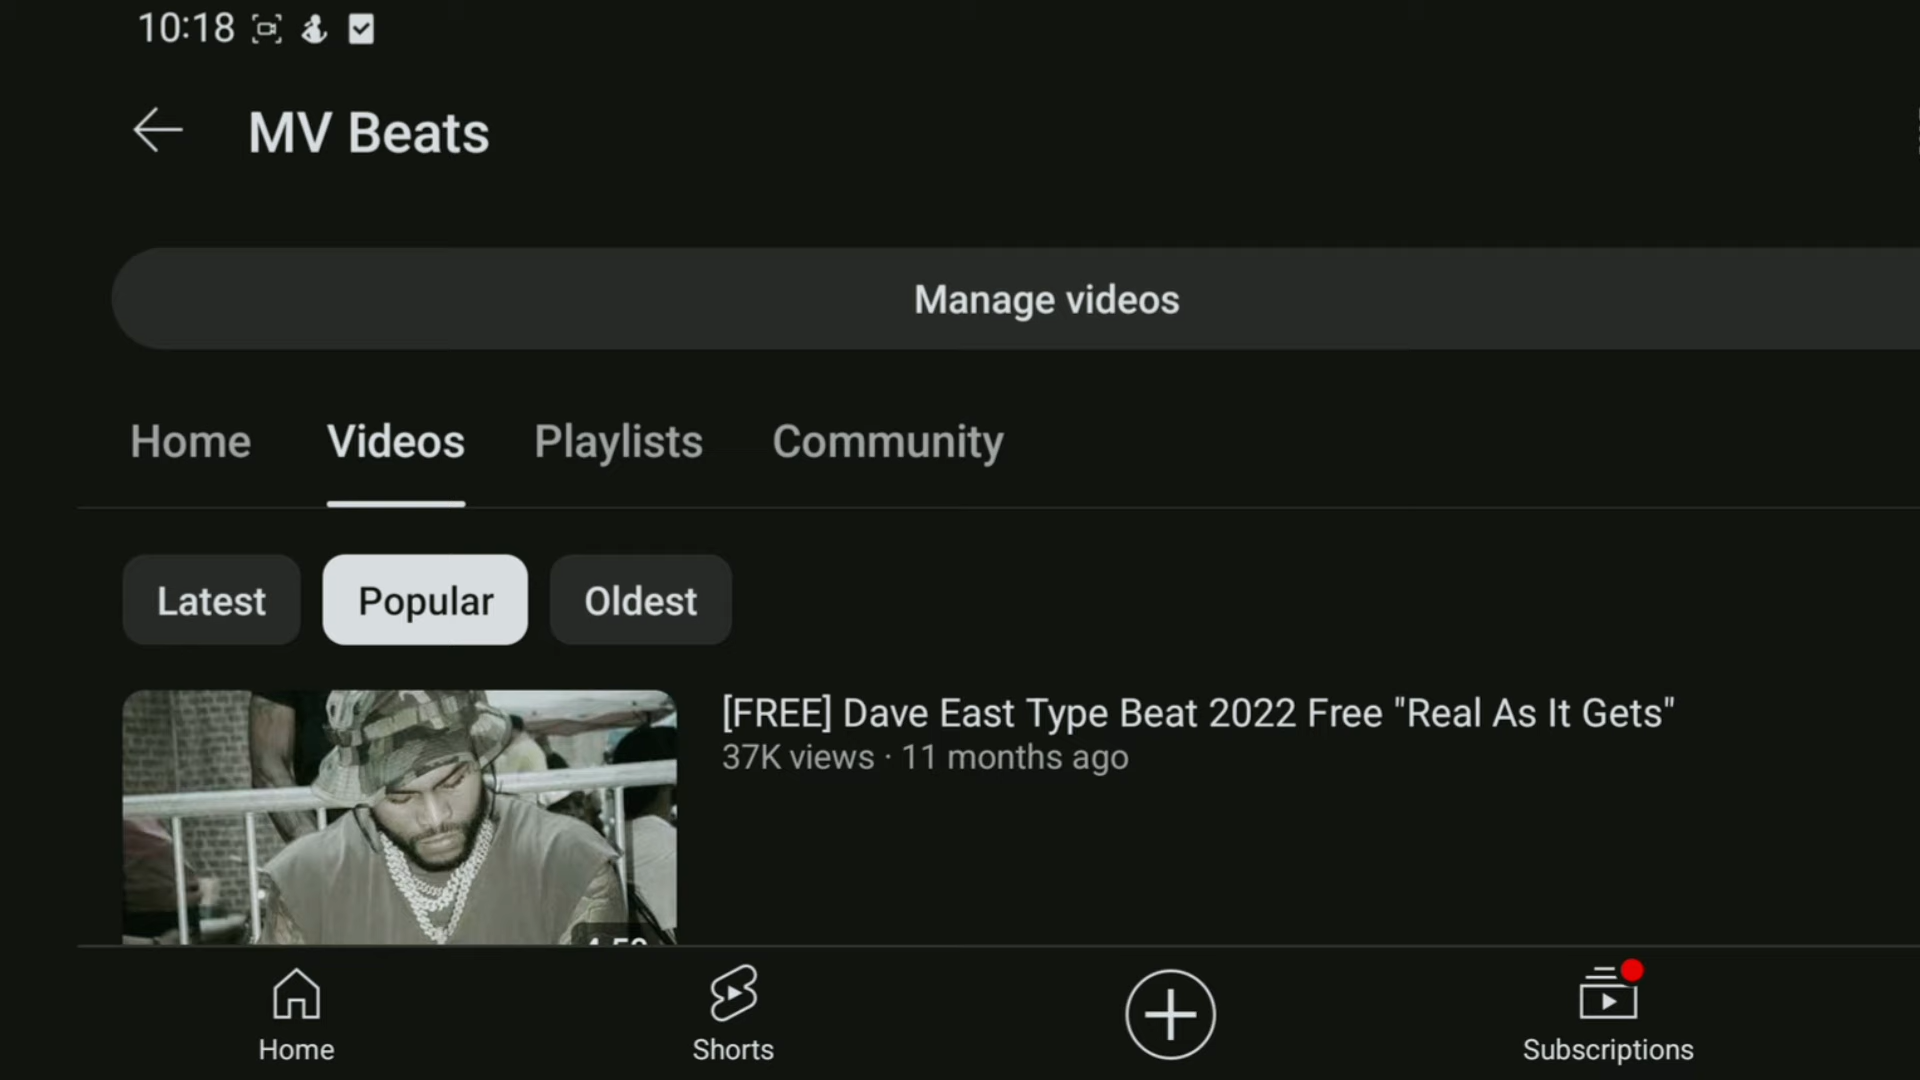 10:18
MV Beats
Manage videos
Home Videos Playlists Community
Latest Popular Oldest
[FREE] Dave East Type Beat 2022 Free "Real As It Gets"
37K views · 11 months ago
Home Shorts Subscriptions